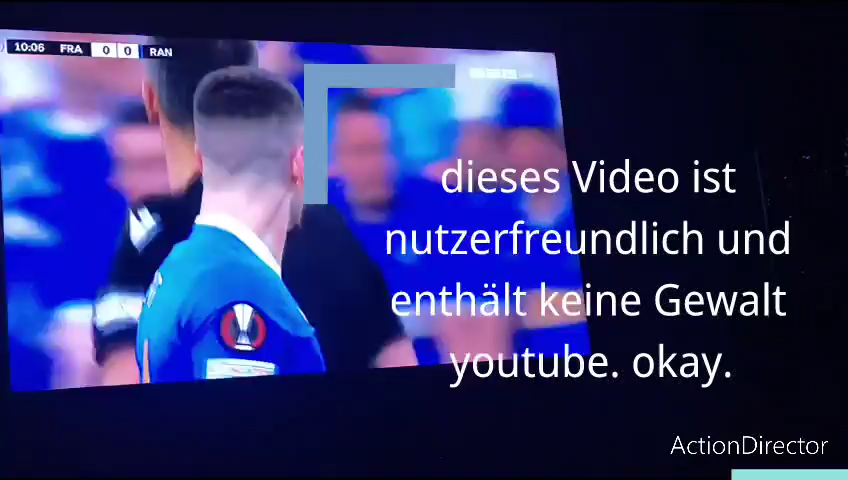 10:06 FRA 0 0 RAN
dieses Video ist
nutzerfreundlich und
enthält keine Gewalt
youtube. okay.
ActionDirector